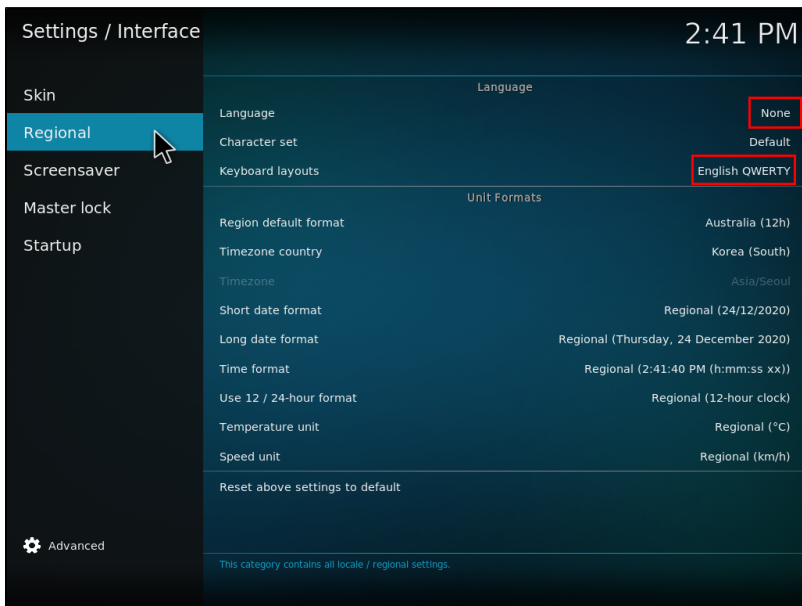 Settings / Interface
2:41 PM
Skin
Regional
Screensaver
Master lock
Startup
Advanced
Language
Language None
Character set Default
Keyboard layouts English QWERTY
Unit Formats
Region default format Australia (12h)
Timezone country Korea (South)
Timezone Asia/Seoul
Short date format Regional (24/12/2020)
Long date format Regional (Thursday, 24 December 2020)
Time format Regional (2:41:40 PM (h:mm:ss xx))
Use 12 / 24-hour format Regional (12-hour clock)
Temperature unit Regional (°C)
Speed unit Regional (km/h)
Reset above settings to default
This category contains all locale / regional settings.